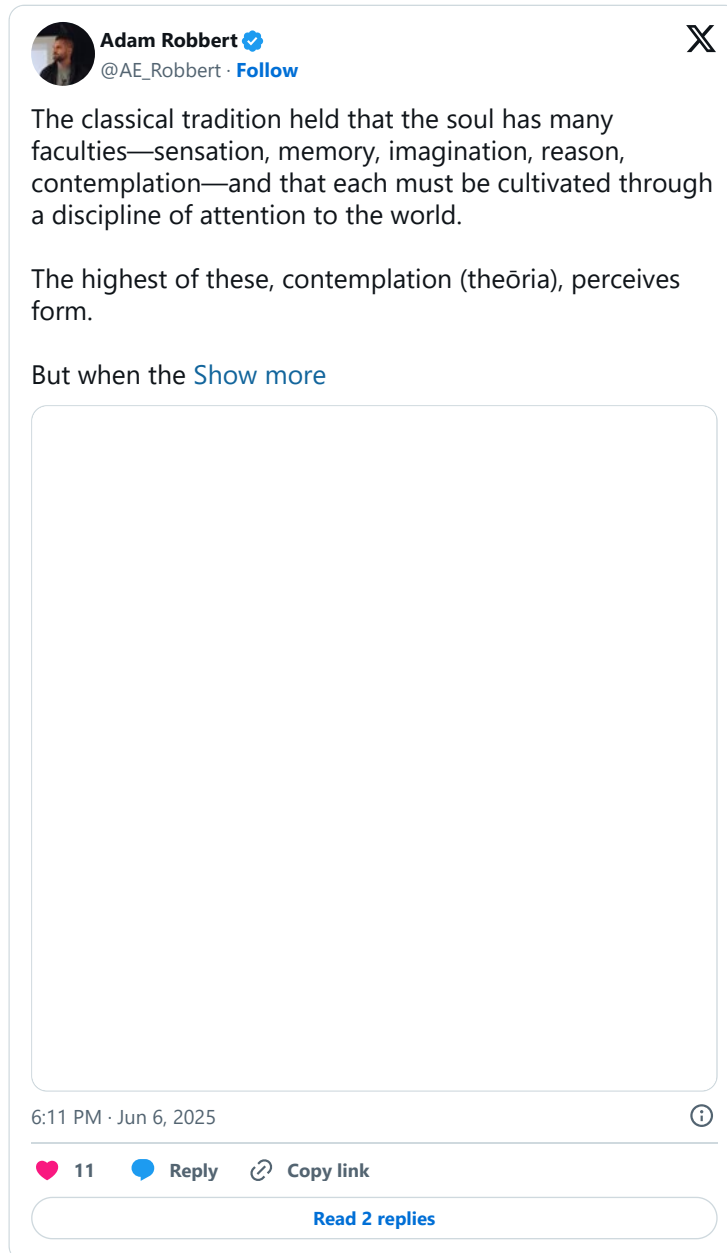 Adam Robbert
@AE_Robbert · Follow
The classical tradition held that the soul has many
faculties—sensation, memory, imagination, reason,
contemplation—and that each must be cultivated through
a discipline of attention to the world.
The highest of these, contemplation (theōria), perceives
form.
But when the Show more
6:11 PM · Jun 6, 2025
11 Reply Copy link
Read 2 replies